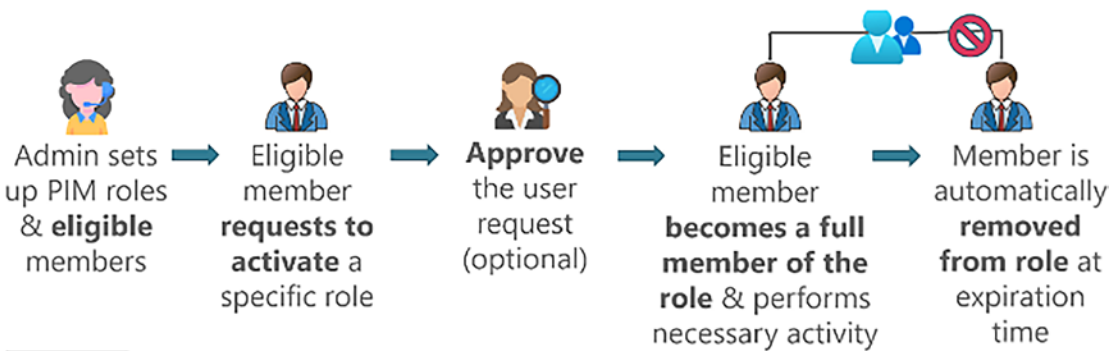 Admin sets
up PIM roles
& eligible
members
Eligible
member
requests to
activate a
specific role
Approve
the user
request
(optional)
Eligible
member
becomes a full
member of the
role & performs
necessary activity
Member is
automatically
removed
from role at
expiration
time